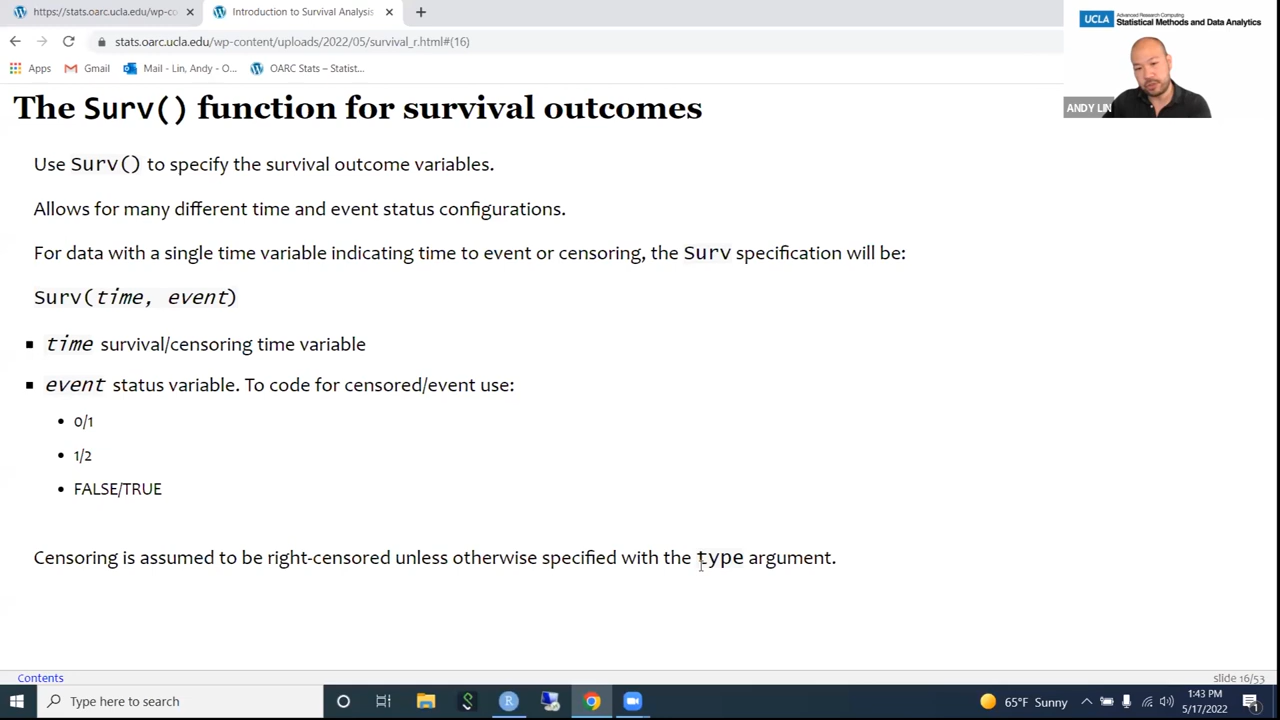 https://stats.oarc.ucla.edu/wp-co
Introduction to Survival Analysis
stats.oarc.ucla.edu/wp-content/uploads/2022/05/survival_r.html#(16)
Apps
Gmail
Mail - Lin, Andy - O...
OARC Stats – Statist...
UCLA
Advanced Research Computing
Statistical Methods and Data Analytics
ANDY LIN
The Surv() function for survival outcomes
Use Surv() to specify the survival outcome variables.
Allows for many different time and event status configurations.
For data with a single time variable indicating time to event or censoring, the Surv specification will be:
Surv(time, event)
▪ time survival/censoring time variable
▪ event status variable. To code for censored/event use:
• 0/1
• 1/2
• FALSE/TRUE
Censoring is assumed to be right-censored unless otherwise specified with the type argument.
Contents
slide 16/53
Type here to search
65°F Sunny
1:43 PM
5/17/2022